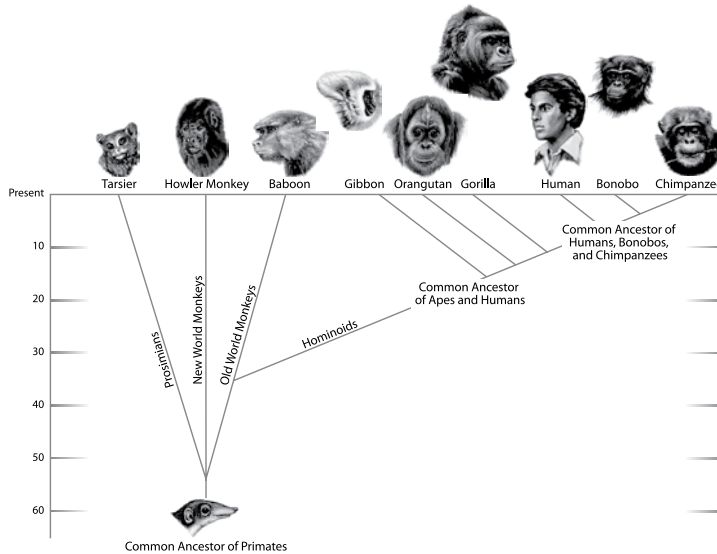 Tarsier
Howler Monkey
Baboon
Gibbon
Orangutan
Gorilla
Human
Bonobo
Chimpanze
Present
10
20
30
40
50
60
Prosimians
New World Monkeys
Old World Monkeys
Hominoids
Common Ancestor
of Apes and Humans
Common Ancestor of
Humans, Bonobos,
and Chimpanzees
Common Ancestor of Primates